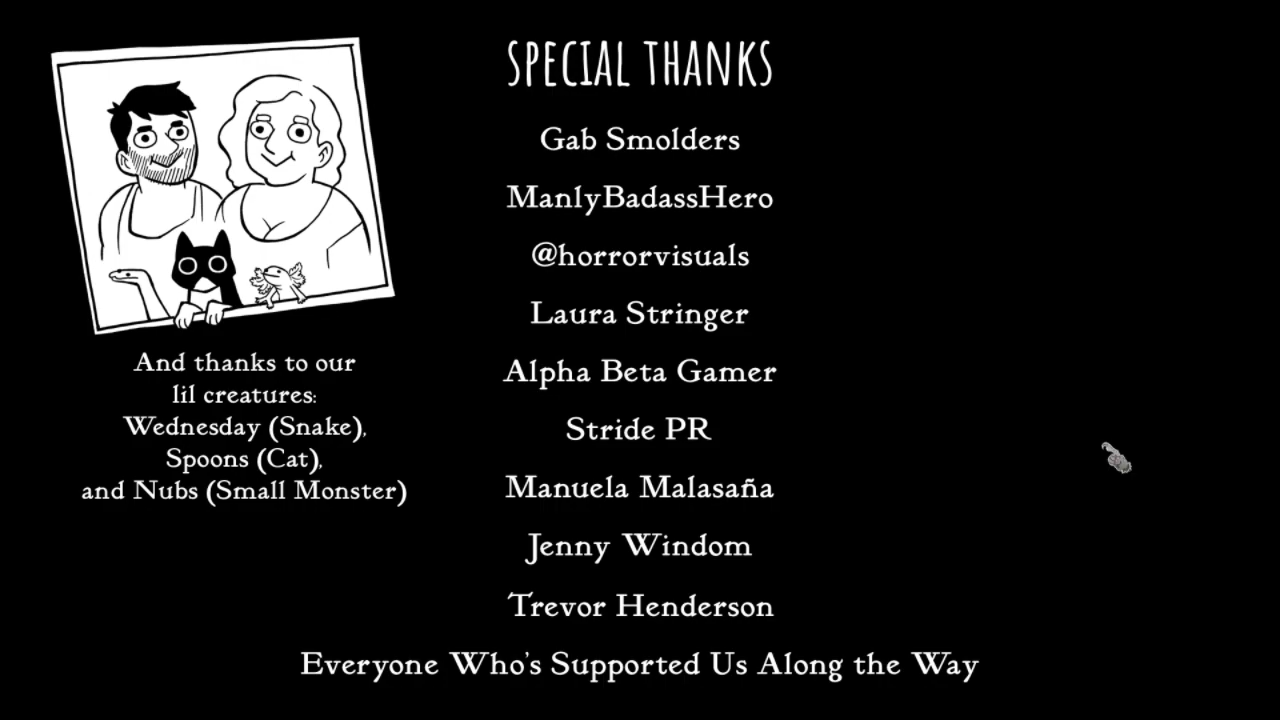 SPECIAL THANKS
Gab Smolders
ManlyBadassHero
@horrorvisuals
Laura Stringer
Alpha Beta Gamer
Stride PR
Manuela Malasaña
Jenny Windom
Trevor Henderson
Everyone Who's Supported Us Along the Way
And thanks to our
lil creatures:
Wednesday (Snake),
Spoons (Cat),
and Nubs (Small Monster)